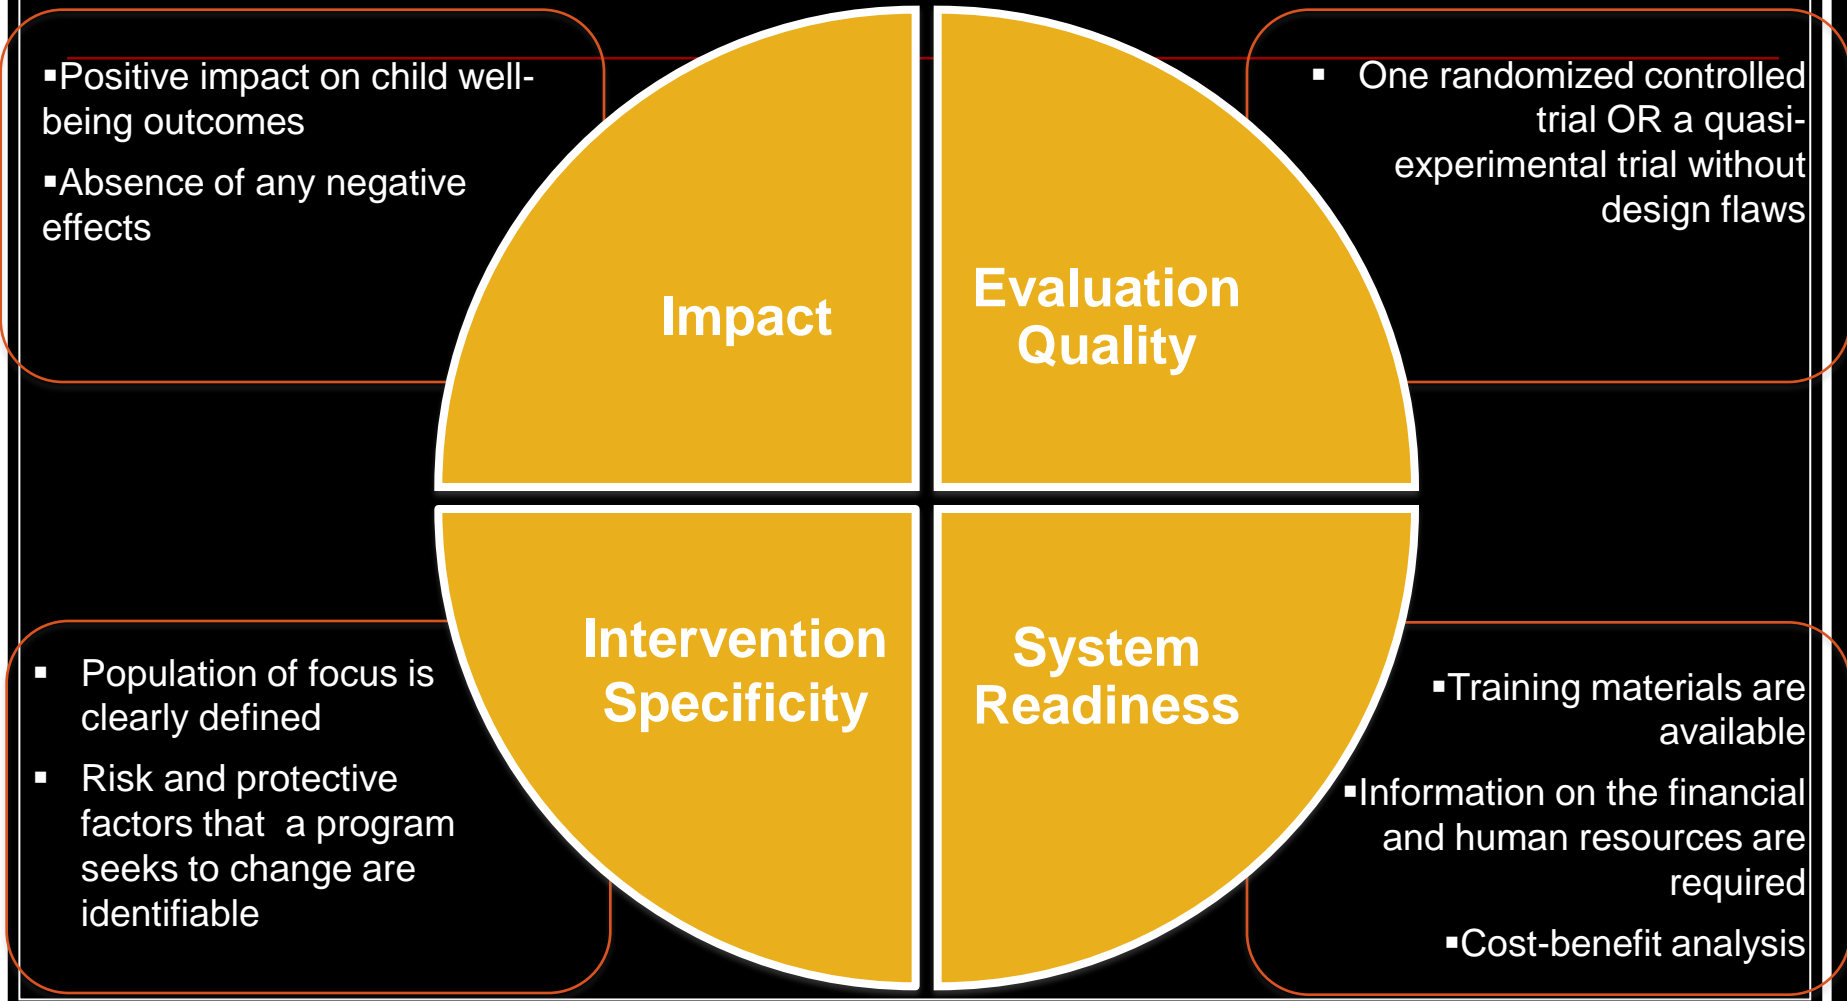 ▪Positive impact on child well-
being outcomes
▪Absence of any negative
effects
Impact
Evaluation
Quality
▪ One randomized controlled
trial OR a quasi-
experimental trial without
design flaws
▪ Population of focus is
clearly defined
▪ Risk and protective
factors that a program
seeks to change are
identifiable
Intervention
Specificity
System
Readiness
▪Training materials are
available
▪Information on the financial
and human resources are
required
▪Cost-benefit analysis